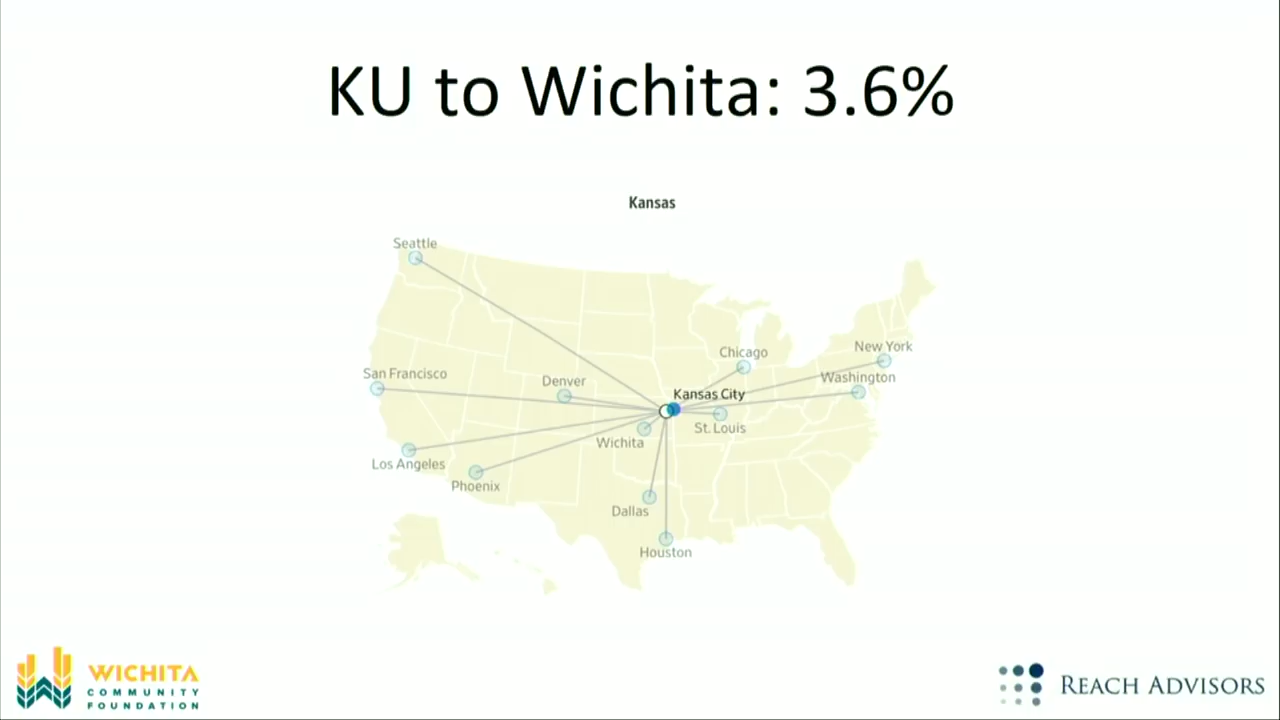 KU to Wichita: 3.6%
Kansas
Seattle
Chicago
New York
San Francisco
Denver
Washington
Kansas City
Wichita
St. Louis
Los Angeles
Phoenix
Dallas
Houston
WICHITA
COMMUNITY
FOUNDATION
REACH ADVISORS